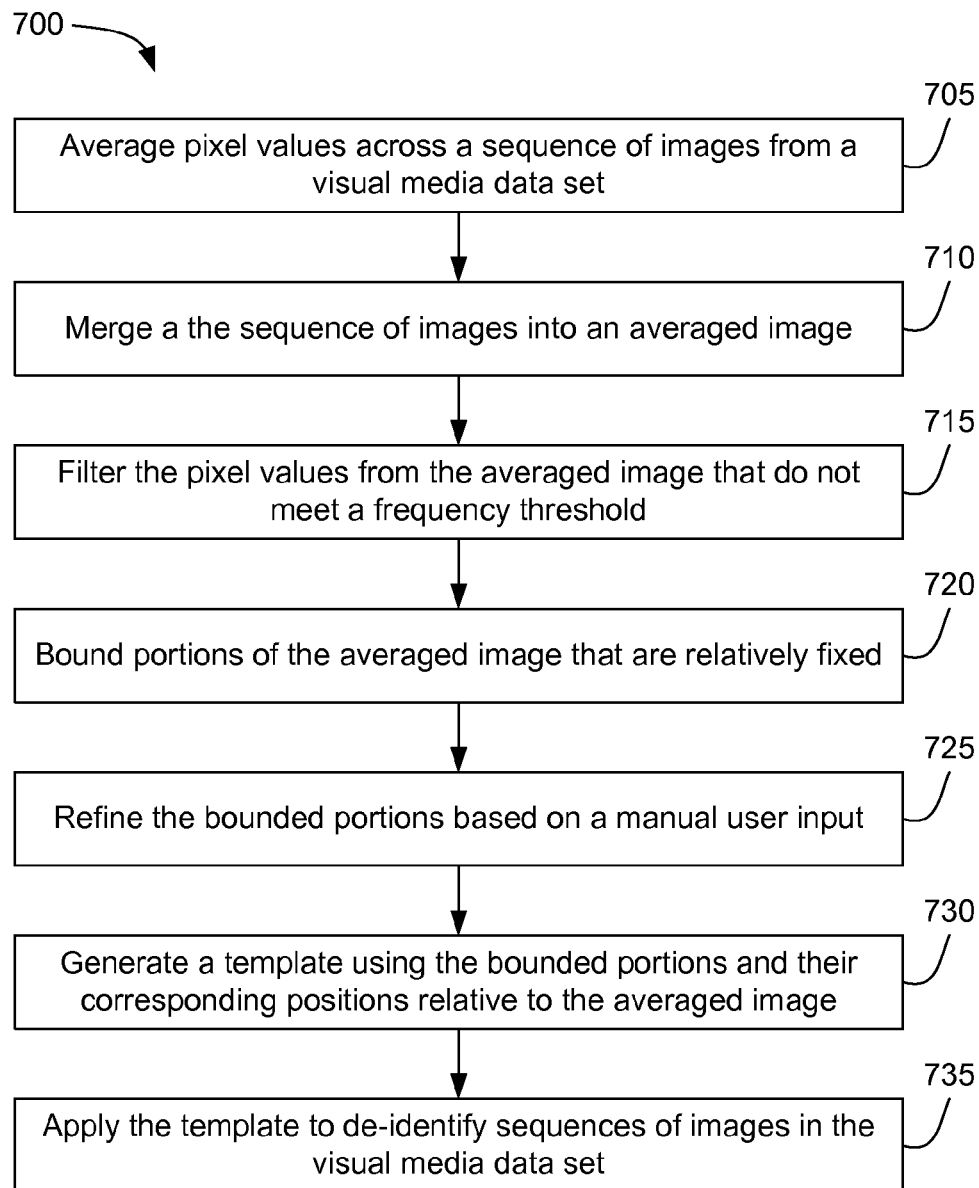 700
705
Average pixel values across a sequence of images from a
visual media data set
710
Merge a the sequence of images into an averaged image
715
Filter the pixel values from the averaged image that do not
meet a frequency threshold
720
Bound portions of the averaged image that are relatively fixed
725
Refine the bounded portions based on a manual user input
730
Generate a template using the bounded portions and their
corresponding positions relative to the averaged image
735
Apply the template to de-identify sequences of images in the
visual media data set